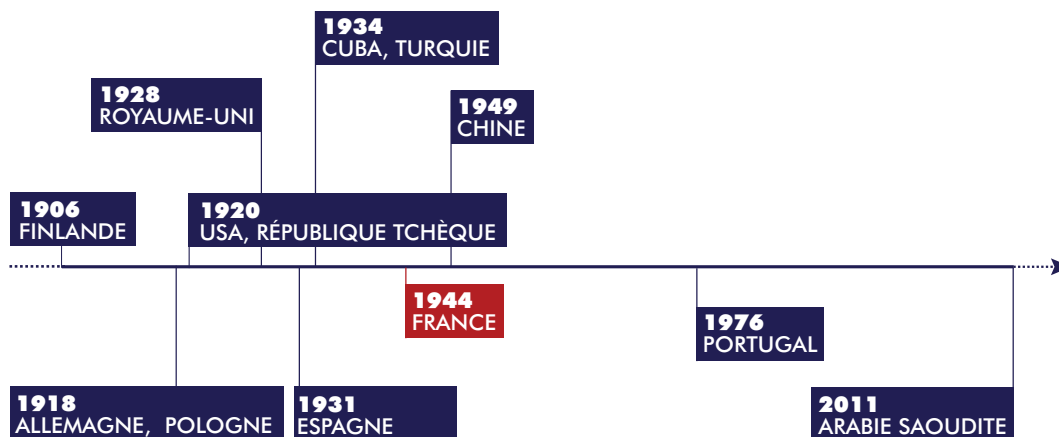 1934
CUBA, TURQUIE
1928
ROYAUME-UNI
1949
CHINE
1906
FINLANDE
1920
USA, RÉPUBLIQUE TCHÈQUE
1944
FRANCE
1976
PORTUGAL
1918
ALLEMAGNE, POLOGNE
1931
ESPAGNE
2011
ARABIE SAOUDITE